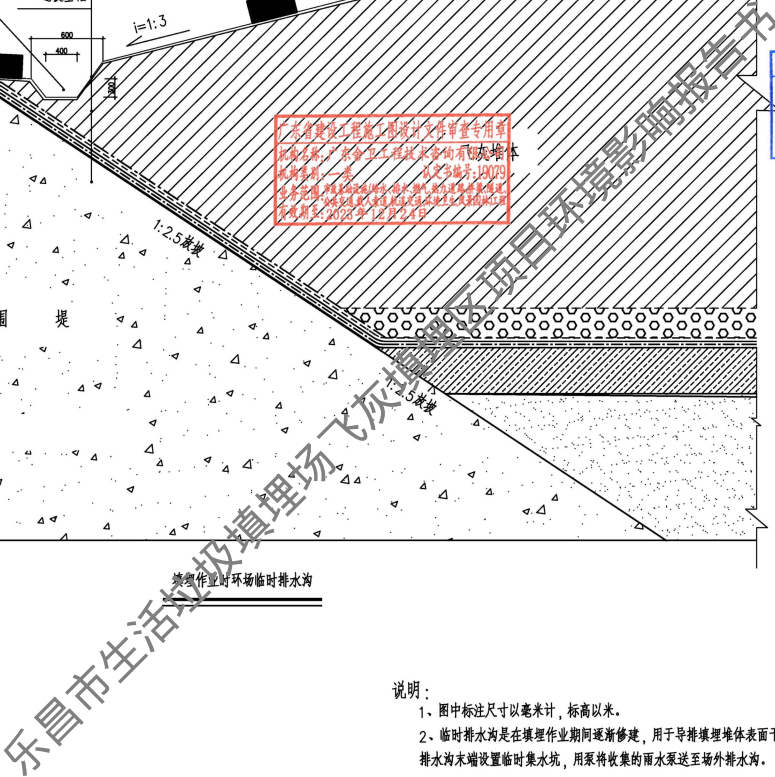 i=1:3
600
400
300
广东省建设工程施工图设计文件审查专用章
机构名称:广东省卫工程技术咨询有限公司
机构类别:一类 认定书编号:19079
业务范围:
有效期至:2023年12月24日
堆体
1:2.5放坡
围 堤
1:2.5放坡
填埋作业时环场临时排水沟
说明:
1、图中标注尺寸以毫米计,标高以米。
2、临时排水沟是在填埋作业期间逐渐修建,用于导排填埋堆体表面干
排水沟末端设置临时集水坑,用泵将收集的雨水泵送至场外排水沟。
乐昌市生活垃圾填埋场飞灰填埋区项目环境影响报告书